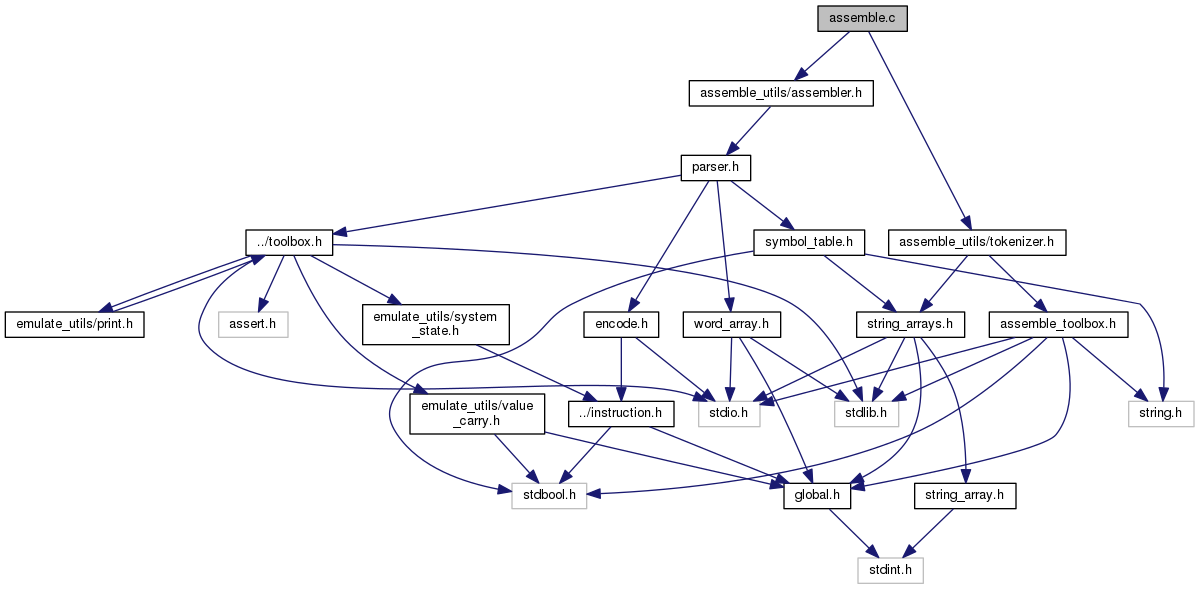 assemble.c
assemble_utils/assembler.h
parser.h
../toolbox.h
symbol_table.h
assemble_utils/tokenizer.h
emulate_utils/print.h
assert.h
emulate_utils/system
_state.h
encode.h
word_array.h
string_arrays.h
assemble_toolbox.h
emulate_utils/value
_carry.h
../instruction.h
stdio.h
stdlib.h
string.h
stdbool.h
global.h
string_array.h
stdint.h